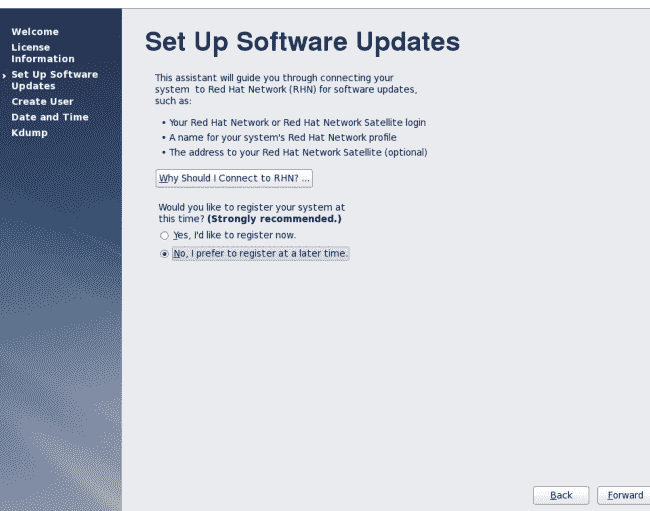 Welcome
License
Information
Set Up Software
Updates
Create User
Date and Time
Kdump
Set Up Software Updates
This assistant will guide you through connecting your
system to Red Hat Network (RHN) for software updates,
such as:
• Your Red Hat Network or Red Hat Network Satellite login
• A name for your system's Red Hat Network profile
• The address to your Red Hat Network Satellite (optional)
Why Should I Connect to RHN? ...
Would you like to register your system at
this time? (Strongly recommended.)
Yes, I'd like to register now.
No, I prefer to register at a later time.
Back
Forward